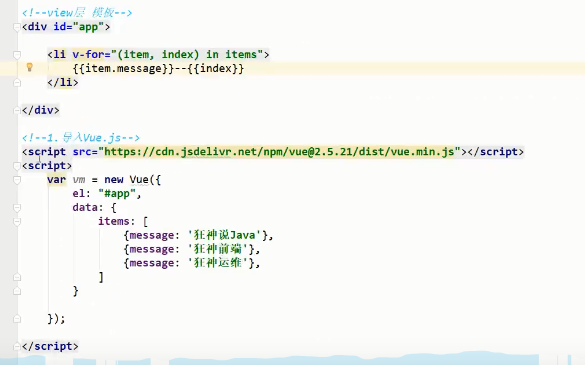 <!--view层 模板-->
<div id="app">
<li v-for="(item, index) in items">
{{item.message}}--{{index}}
</li>
</div>
<!--1.导入Vue.js-->
<script src="https://cdn.jsdelivr.net/npm/vue@2.5.21/dist/vue.min.js"></script>
<script>
var vm = new Vue({
el: "#app",
data: {
items: [
{message: '狂神说Java'},
{message: '狂神前端'},
{message: '狂神运维'},
]
}
});
</script>